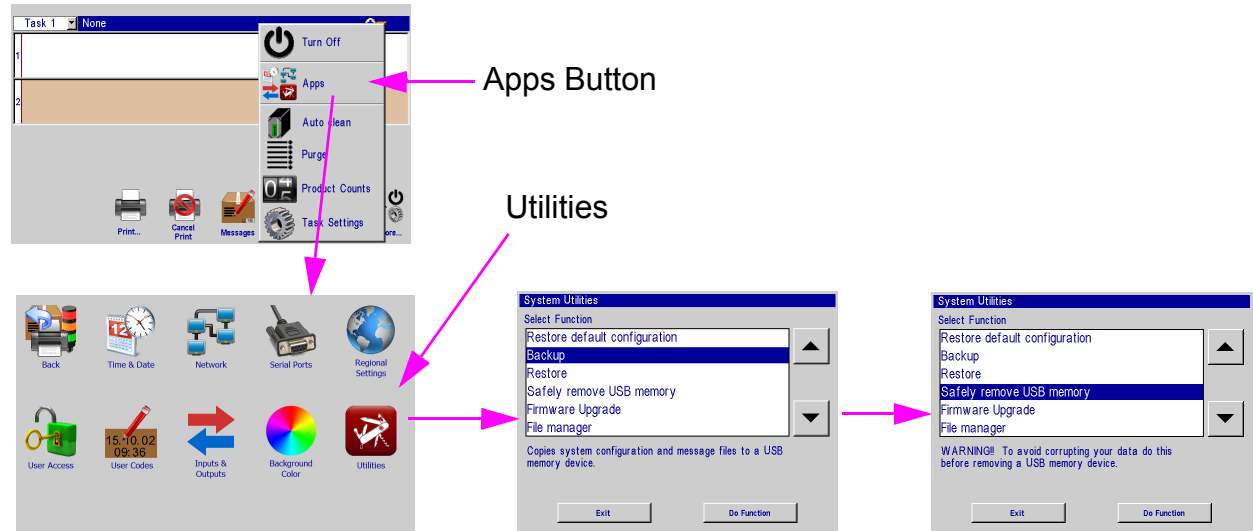 Task 1 None
1
2
Turn Off
Apps
Auto clean
Purge
Product Counts
Task Settings
Print...
Cancel
Print
Messages
ore...
Apps Button
Utilities
Back
Time & Date
Network
Serial Ports
Regional
Settings
User Access
15.10.02
09:36
User Codes
Inputs &
Outputs
Background
Color
Utilities
System Utilities
Select Function
Restore default configuration
Backup
Restore
Safely remove USB memory
Firmware Upgrade
File manager
Copies system configuration and message files to a USB
memory device.
Exit
Do Function
System Utilities
Select Function
Restore default configuration
Backup
Restore
Safely remove USB memory
Firmware Upgrade
File manager
WARNING!! To avoid corrupting your data do this
before removing a USB memory device.
Exit
Do Function